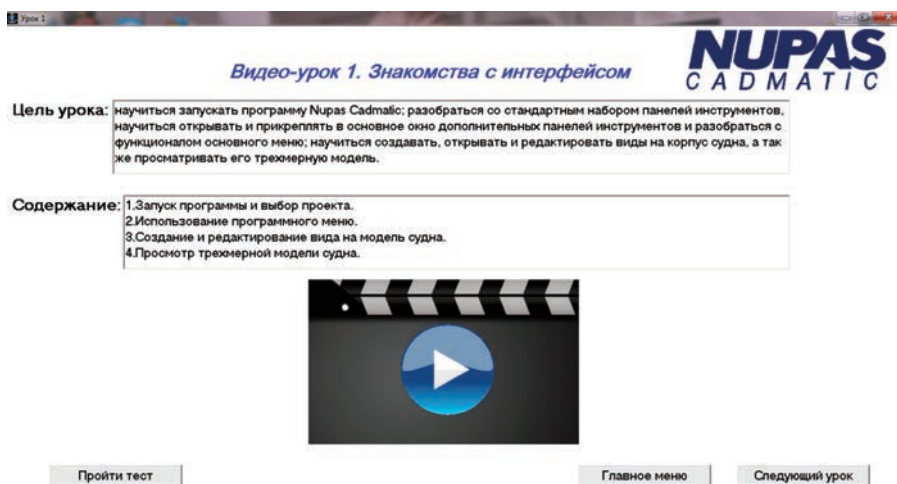 Урок 1
NUPAS
CADMATIC
Видео-урок 1. Знакомства с интерфейсом
Цель урока:
научиться запускать программу Nupas Cadmatic; разобраться со стандартным набором панелей инструментов,
научиться открывать и прикреплять в основное окно дополнительных панелей инструментов и разобраться с
функционалом основного меню; научиться создавать, открывать и редактировать виды на корпус судна, а так
же просматривать его трехмерную модель.
Содержание:
1.Запуск программы и выбор проекта.
2.Использование программного меню.
3.Создание и редактирование вида на модель судна.
4.Просмотр трехмерной модели судна.
Пройти тест
Главное меню
Следующий урок